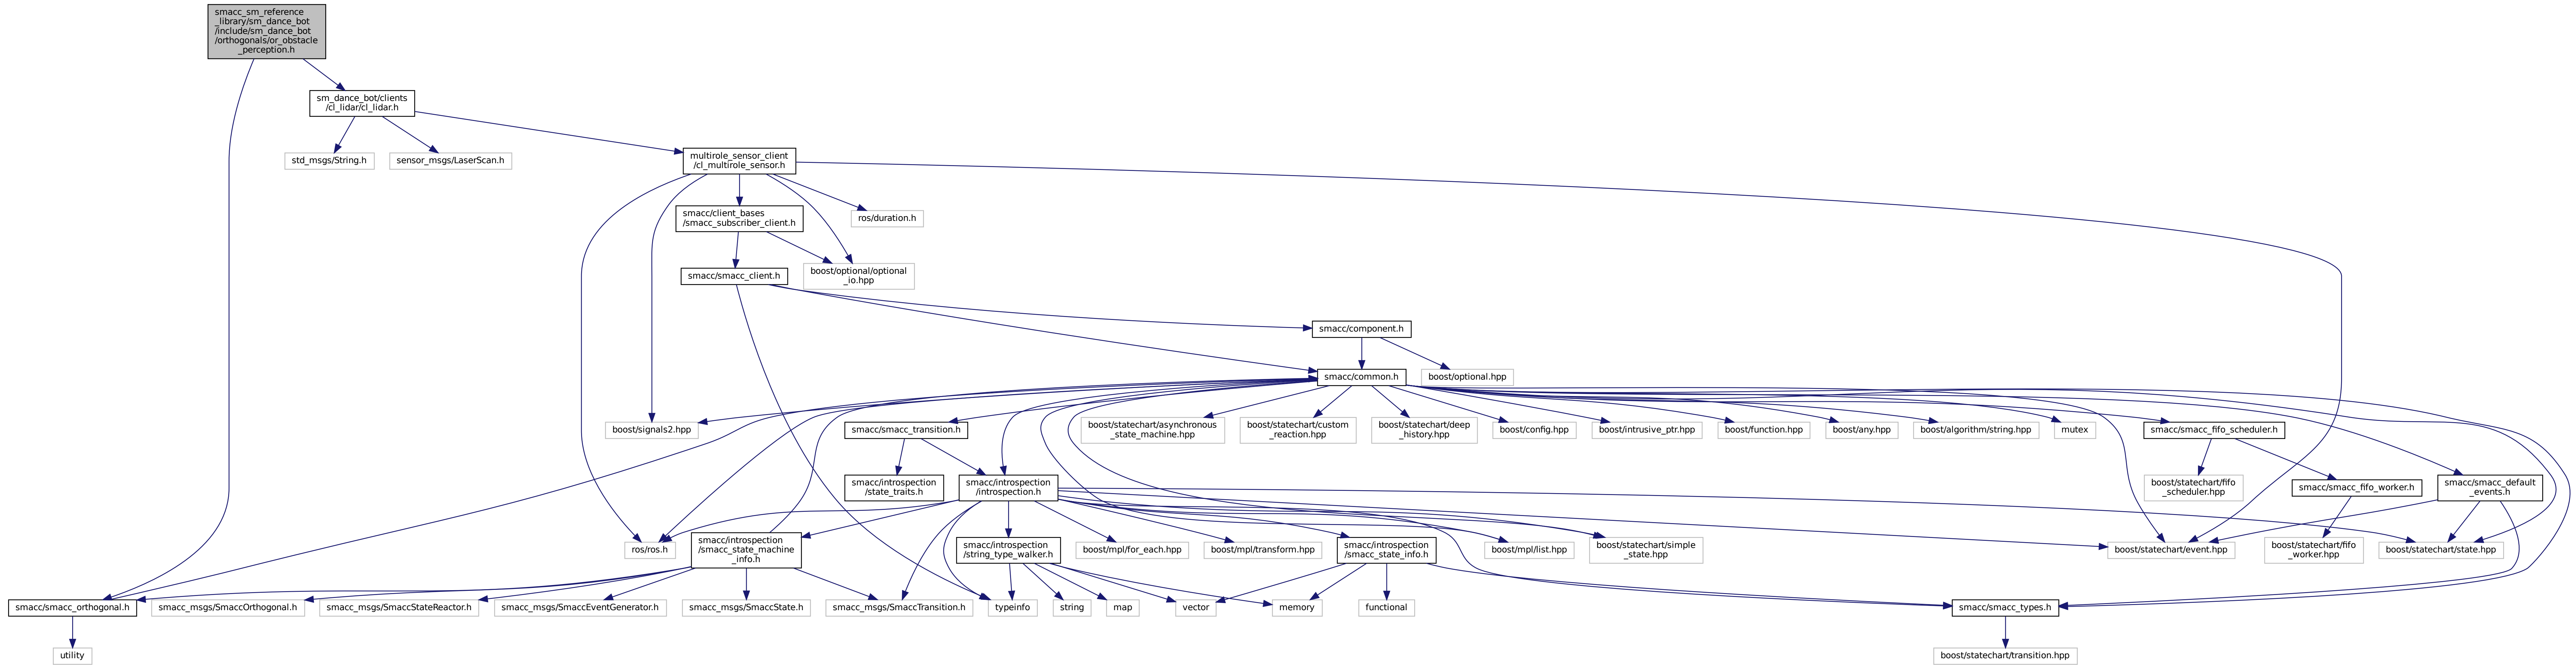 smacc_sm_reference
_library/sm_dance_bot
/include/sm_dance_bot
/orthogonals/or_obstacle
_perception.h
sm_dance_bot/clients
/cl_lidar/cl_lidar.h
std_msgs/String.h
sensor_msgs/LaserScan.h
multirole_sensor_client
/cl_multirole_sensor.h
smacc/client_bases
/smacc_subscriber_client.h
ros/duration.h
smacc/smacc_client.h
boost/optional/optional
_io.hpp
smacc/component.h
smacc/common.h
boost/optional.hpp
boost/signals2.hpp
smacc/smacc_transition.h
boost/statechart/asynchronous
_state_machine.hpp
boost/statechart/custom
_reaction.hpp
boost/statechart/deep
_history.hpp
boost/config.hpp
boost/intrusive_ptr.hpp
boost/function.hpp
boost/any.hpp
boost/algorithm/string.hpp
mutex
smacc/smacc_fifo_scheduler.h
smacc/introspection
/state_traits.h
smacc/introspection
/introspection.h
boost/statechart/fifo
_scheduler.hpp
smacc/smacc_fifo_worker.h
smacc/smacc_default
_events.h
ros/ros.h
smacc/introspection
/smacc_state_machine
_info.h
smacc/introspection
/string_type_walker.h
boost/mpl/for_each.hpp
boost/mpl/transform.hpp
smacc/introspection
/smacc_state_info.h
boost/mpl/list.hpp
boost/statechart/simple
_state.hpp
boost/statechart/event.hpp
boost/statechart/fifo
_worker.hpp
boost/statechart/state.hpp
smacc/smacc_orthogonal.h
smacc_msgs/SmaccOrthogonal.h
smacc_msgs/SmaccStateReactor.h
smacc_msgs/SmaccEventGenerator.h
smacc_msgs/SmaccState.h
smacc_msgs/SmaccTransition.h
typeinfo
string
map
vector
memory
functional
smacc/smacc_types.h
utility
boost/statechart/transition.hpp